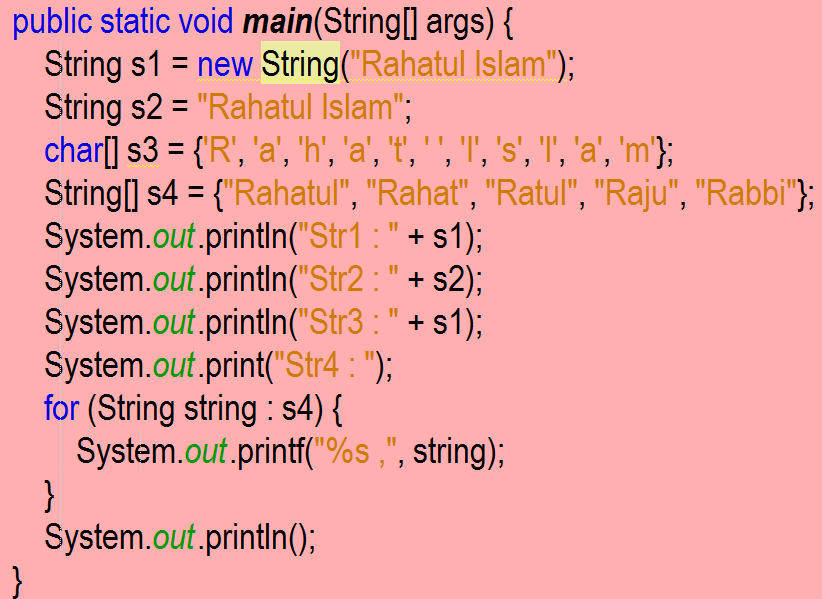 public static void main(String[] args) {
String s1 = new String("Rahatul Islam");
String s2 = "Rahatul Islam";
char[] s3 = {'R', 'a', 'h', 'a', 't', ' ', 'I', 's', 'l', 'a', 'm'};
String[] s4 = {"Rahatul", "Rahat", "Ratul", "Raju", "Rabbi"};
System.out.println("Str1 : " + s1);
System.out.println("Str2 : " + s2);
System.out.println("Str3 : " + s1);
System.out.print("Str4 : ");
for (String string : s4) {
System.out.printf("%s ,", string);
}
System.out.println();
}